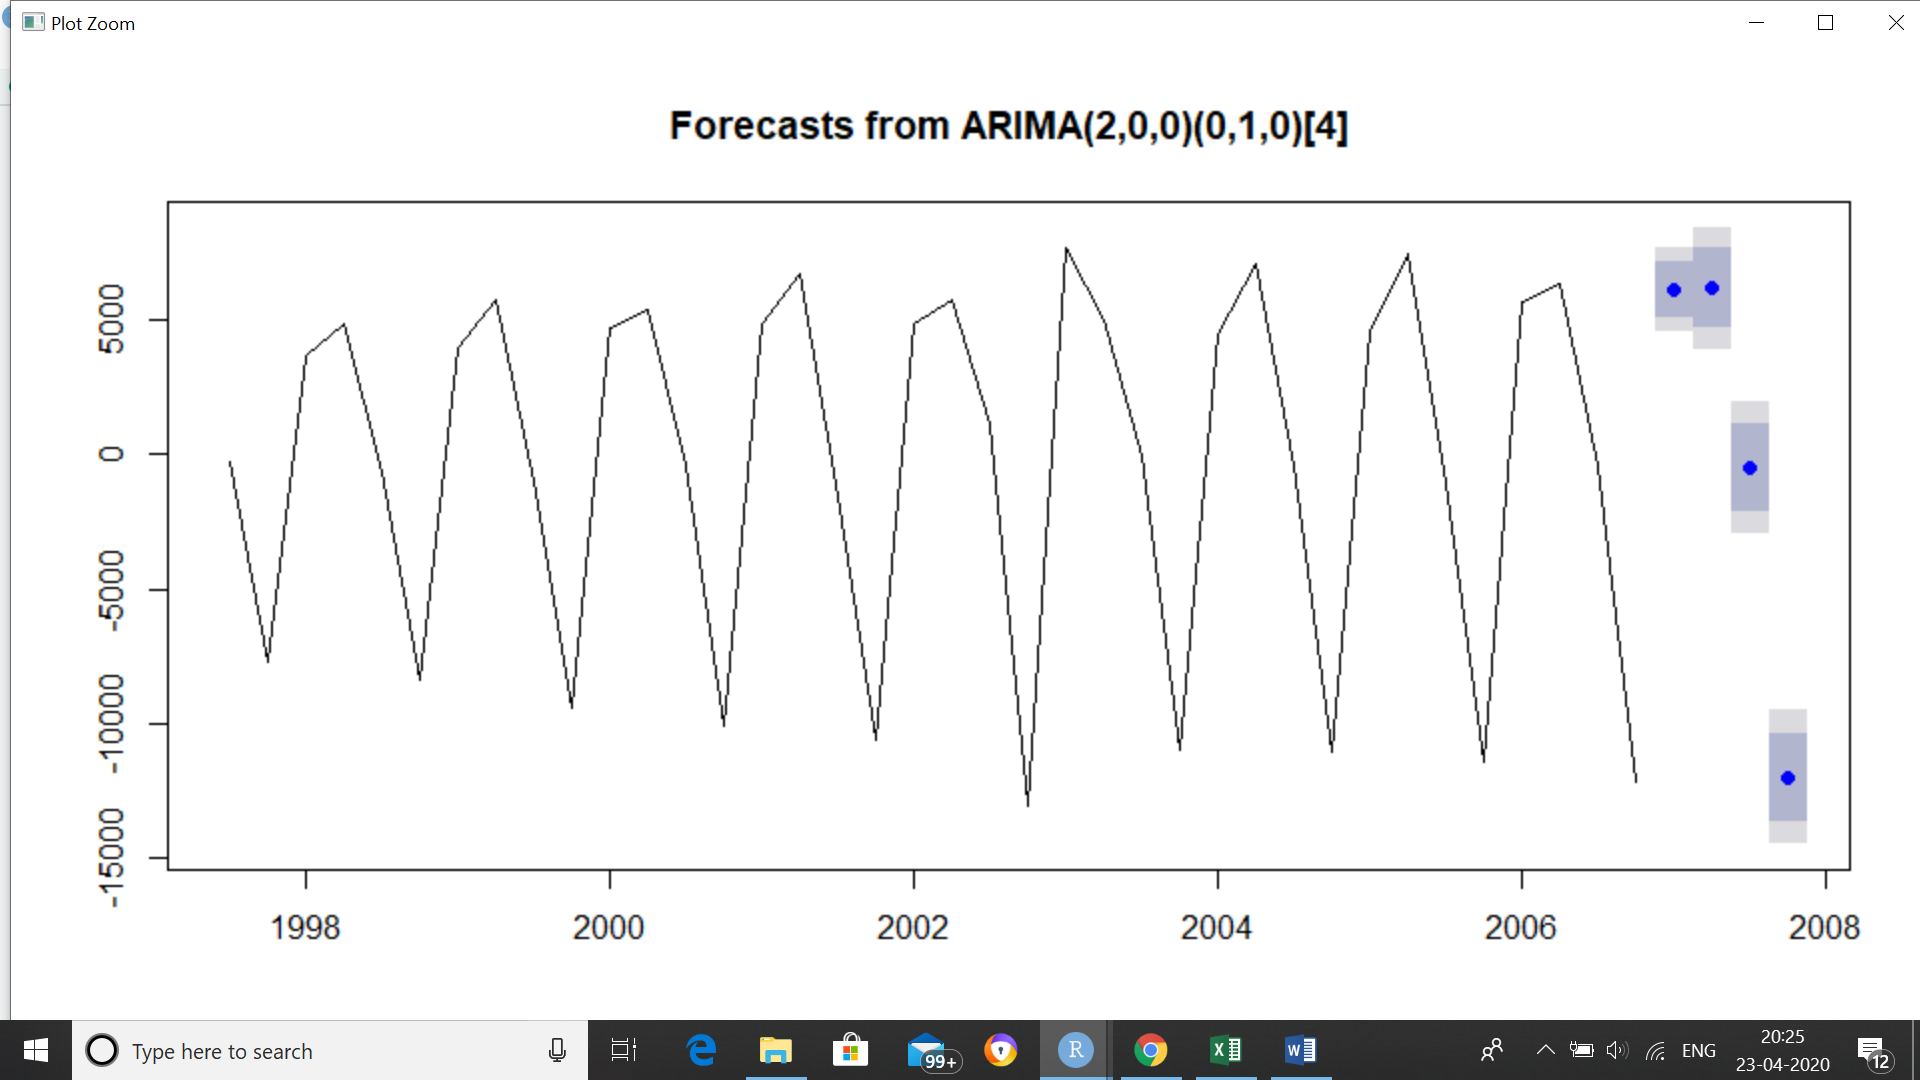 Plot Zoom
Forecasts from ARIMA(2,0,0)(0,1,0)[4]
5000
0
-5000
-10000
-15000
1998 2000 2002 2004 2006 2008
Type here to search
99+
R
X
W
ENG
20:25
23-04-2020
12